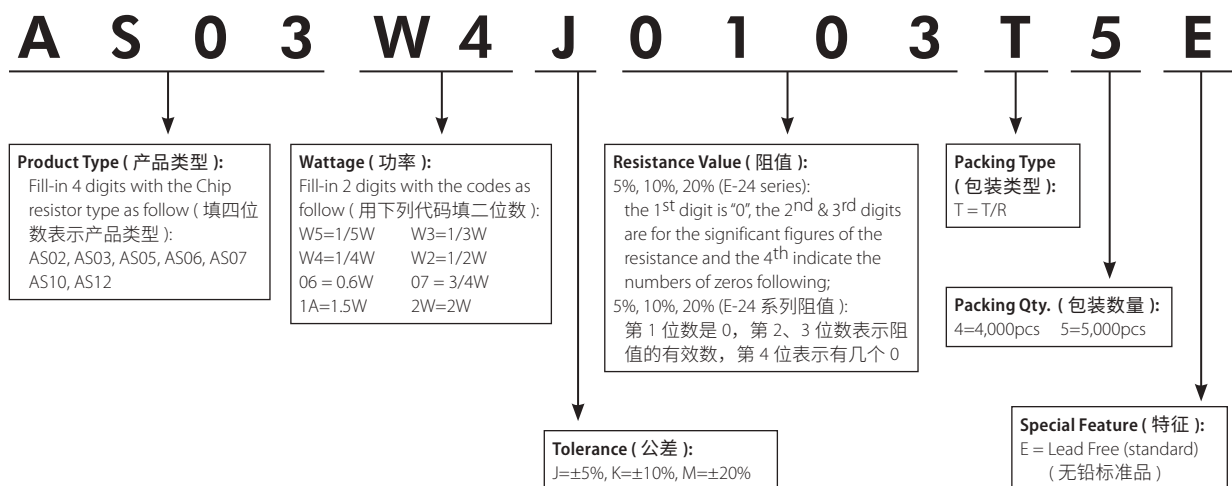 A S 0 3 W 4 J 0 1 0 3 T 5 E
Product Type ( 产品类型 ):
Fill-in 4 digits with the Chip
resistor type as follow ( 填四位
数表示产品类型 ):
AS02, AS03, AS05, AS06, AS07
AS10, AS12
Wattage ( 功率 ):
Fill-in 2 digits with the codes as
follow ( 用下列代码填二位数 ):
W5=1/5W W3=1/3W
W4=1/4W W2=1/2W
06 = 0.6W 07 = 3/4W
1A=1.5W 2W=2W
Resistance Value ( 阻值 ):
5%, 10%, 20% (E-24 series):
the 1st digit is "0", the 2nd & 3rd digits
are for the significant figures of the
resistance and the 4th indicate the
numbers of zeros following;
5%, 10%, 20% (E-24 系列阻值 ):
第 1 位数是 0，第 2、3 位数表示阻
值的有效数，第 4 位表示有几个 0
Packing Type
( 包装类型 ):
T = T/R
Packing Qty. ( 包装数量 ):
4=4,000pcs 5=5,000pcs
Tolerance ( 公差 ):
J=±5%, K=±10%, M=±20%
Special Feature ( 特征 ):
E = Lead Free (standard)
( 无铅标准品 )